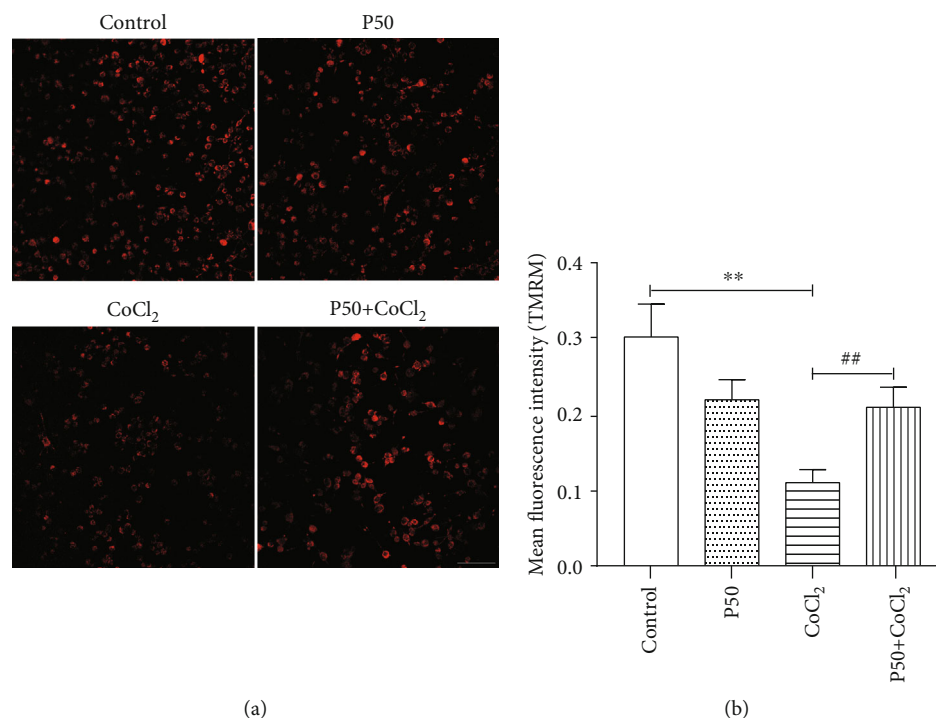 Control
P50
CoCl₂
P50+CoCl₂
(a)
Mean fluorescence intensity (TMRM)
0.4
0.3
0.2
0.1
0.0
**
##
Control
P50
CoCl₂
P50+CoCl₂
(b)